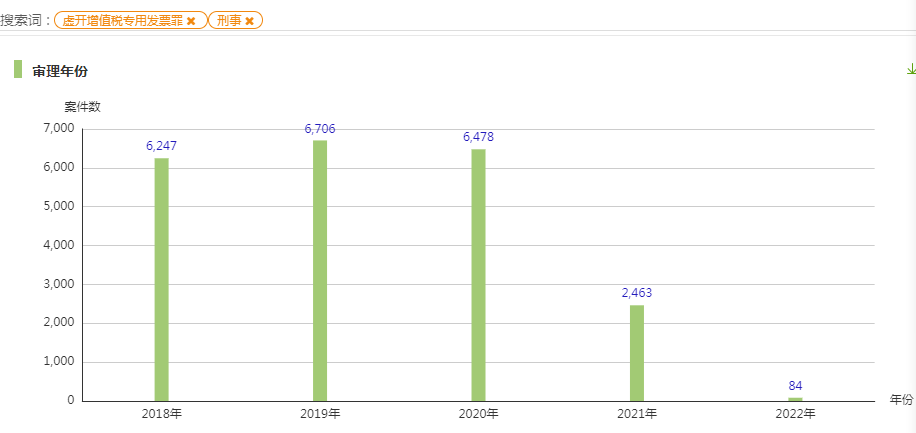 搜索词：虚开增值税专用发票罪 ✖ 刑事 ✖
审理年份
案件数
7,000
6,000
5,000
4,000
3,000
2,000
1,000
0
6,247
6,706
6,478
2,463
84
2018年
2019年
2020年
2021年
2022年
年份